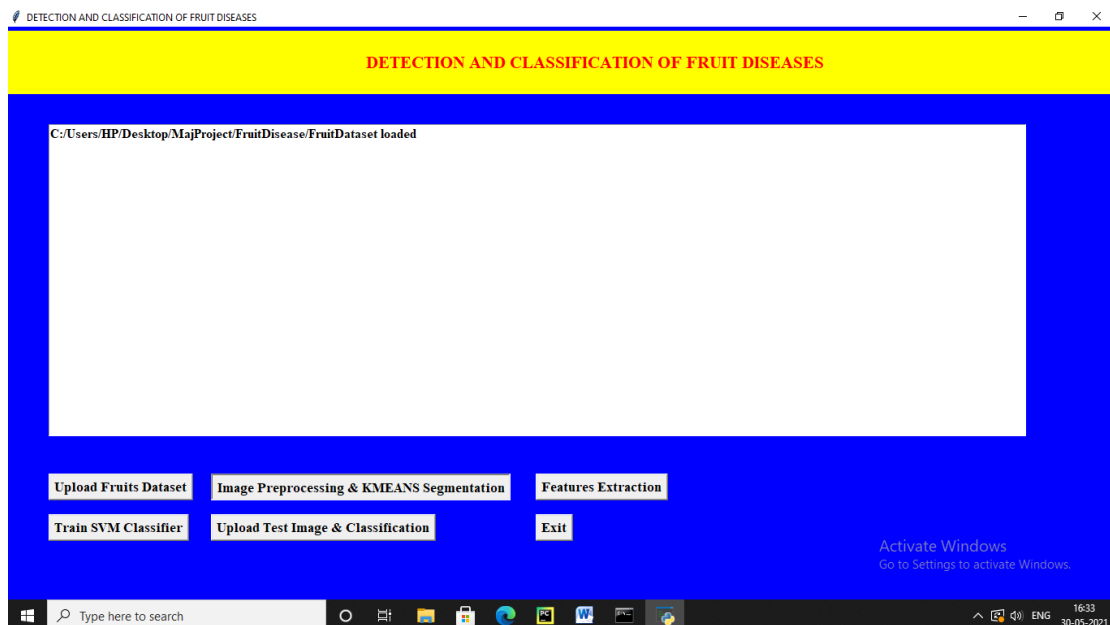 DETECTION AND CLASSIFICATION OF FRUIT DISEASES
DETECTION AND CLASSIFICATION OF FRUIT DISEASES
C:/Users/HP/Desktop/MajProject/FruitDisease/FruitDataset loaded
Upload Fruits Dataset
Image Preprocessing & KMEANS Segmentation
Features Extraction
Train SVM Classifier
Upload Test Image & Classification
Exit
Activate Windows
Go to Settings to activate Windows.
Type here to search
ENG
16:33
30-05-2021